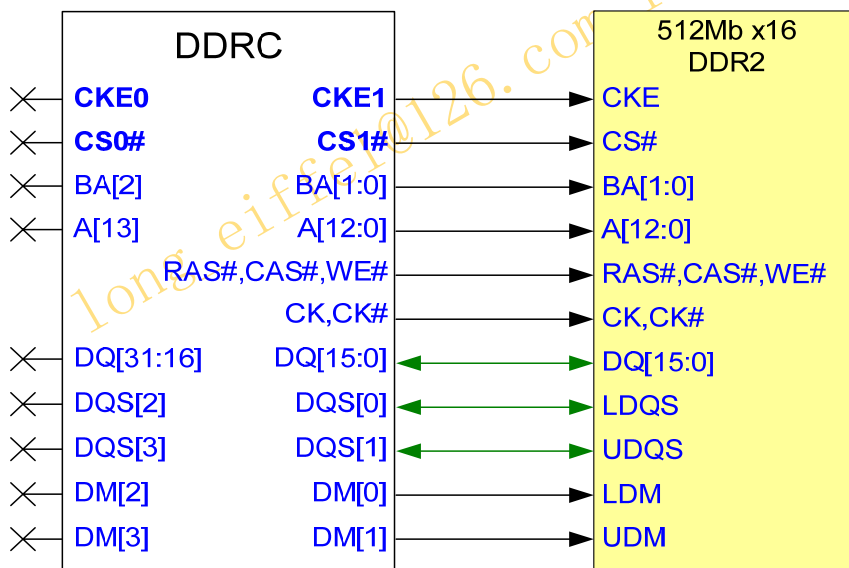 DDRC
512Mb x16
DDR2
CKE0 CKE1 CKE
CS0# CS1# CS#
BA[2] BA[1:0] BA[1:0]
A[13] A[12:0] A[12:0]
RAS#,CAS#,WE# RAS#,CAS#,WE#
CK,CK# CK,CK#
DQ[31:16] DQ[15:0] DQ[15:0]
DQS[2] DQS[0] LDQS
DQS[3] DQS[1] UDQS
DM[2] DM[0] LDM
DM[3] DM[1] UDM
long_eiffel@126.com